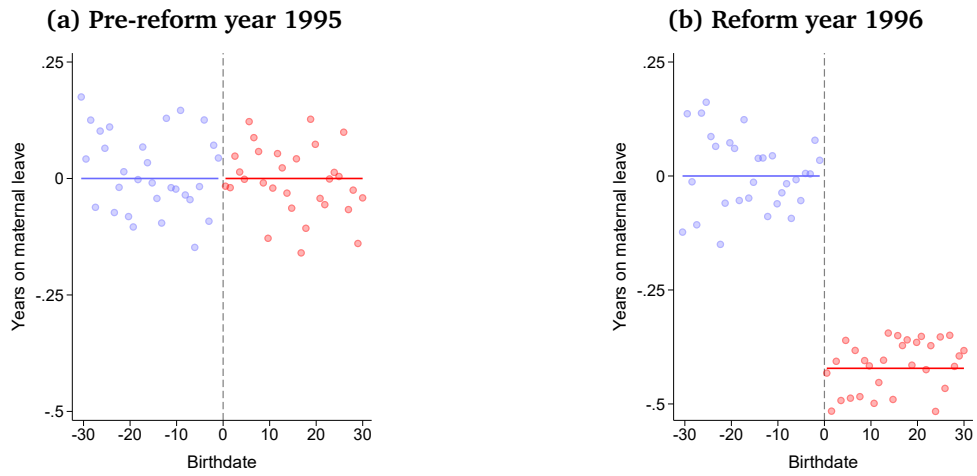 (a) Pre-reform year 1995
Years on maternal leave
.25
0
-.25
-.5
-30 -20 -10 0 10 20 30
Birthdate
(b) Reform year 1996
Years on maternal leave
.25
0
-.25
-.5
-30 -20 -10 0 10 20 30
Birthdate